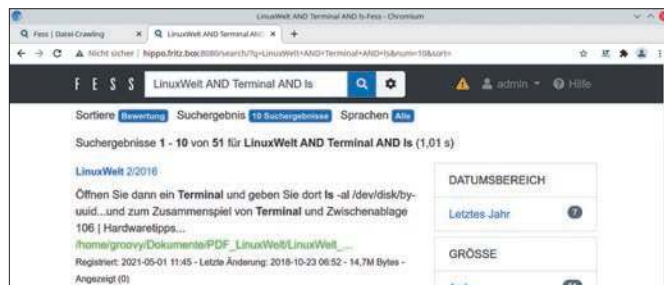 LinuxWelt AND Terminal AND ls-Fess - Chromium
Fess | Datei Crawling
LinuxWelt AND Terminal AND
Nicht sicher | hippo.fritz.box:8080/search/?q=LinuxWelt+AND+Terminal+AND+ls&num=10&sort=
FESS
LinuxWelt AND Terminal AND ls
admin
Hilfe
Sortiere Bewertung Suchergebnis 10 Suchergebnisse Sprachen Alle
Suchergebnisse 1 - 10 von 51 für LinuxWelt AND Terminal AND ls (1,01 s)
LinuxWelt 2/2016
Öffnen Sie dann ein Terminal und geben Sie dort ls -al /dev/disk/by-
uuid...und zum Zusammenspiel von Terminal und Zwischenablage
106 | Hardwaretipps...
/home/groovy/Dokumente/PDF_LinuxWelt/LinuxWelt_...
Registriert: 2021-05-01 11:45 - Letzte Änderung: 2018-10-23 06:52 - 14,7M Bytes -
Angezeigt (0)
DATUMSBEREICH
Letztes Jahr 7
GRÖSSE